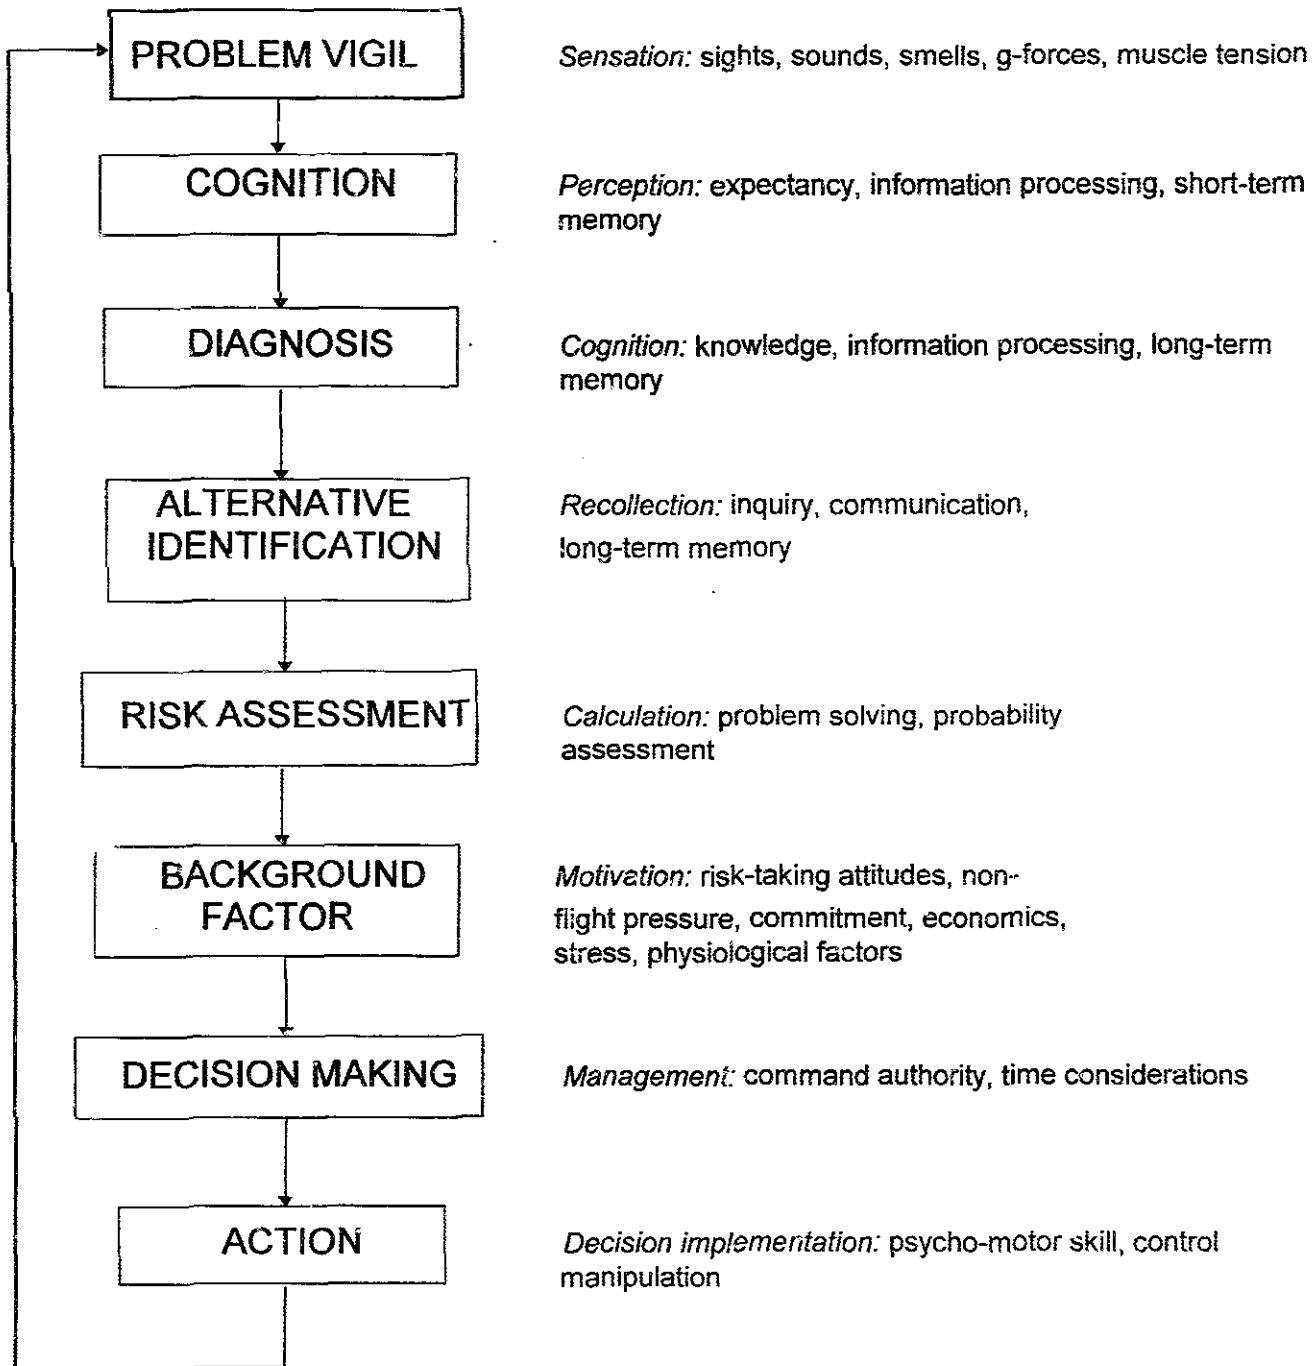 PROBLEM VIGIL
Sensation: sights, sounds, smells, g-forces, muscle tension
COGNITION
Perception: expectancy, information processing, short-term
memory
DIAGNOSIS
Cognition: knowledge, information processing, long-term
memory
ALTERNATIVE
IDENTIFICATION
Recollection: inquiry, communication,
long-term memory
RISK ASSESSMENT
Calculation: problem solving, probability
assessment
BACKGROUND
FACTOR
Motivation: risk-taking attitudes, non-
flight pressure, commitment, economics,
stress, physiological factors
DECISION MAKING
Management: command authority, time considerations
ACTION
Decision implementation: psycho-motor skill, control
manipulation